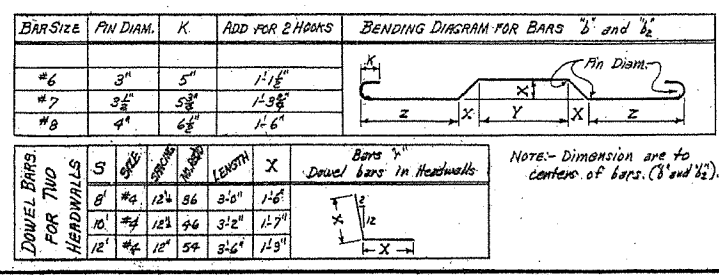 BAR SIZE PIN DIAM. K ADD FOR 2 HOOKS BENDING DIAGRAM FOR BARS "b" and "b2"
#6 3" 5" 1'-1½"
#7 3½" 5¾" 1'-3¾"
#8 4" 6½" 1'-6"
K
Pin Diam.
X
Z X Y X Z
DOWEL BARS. FOR TWO HEADWALLS
S SIZE SPACING NO. REQ'D LENGTH X
8' #4 12" 36 3'-0" 1'-6"
10' #4 12" 46 3'-2" 1'-7"
12' #4 12" 54 3'-6" 1'-9"
Bars
Dowel bars in Headwalls
2
12
X
X
NOTE:- Dimension are to
centers of bars. ("b" and "b2").